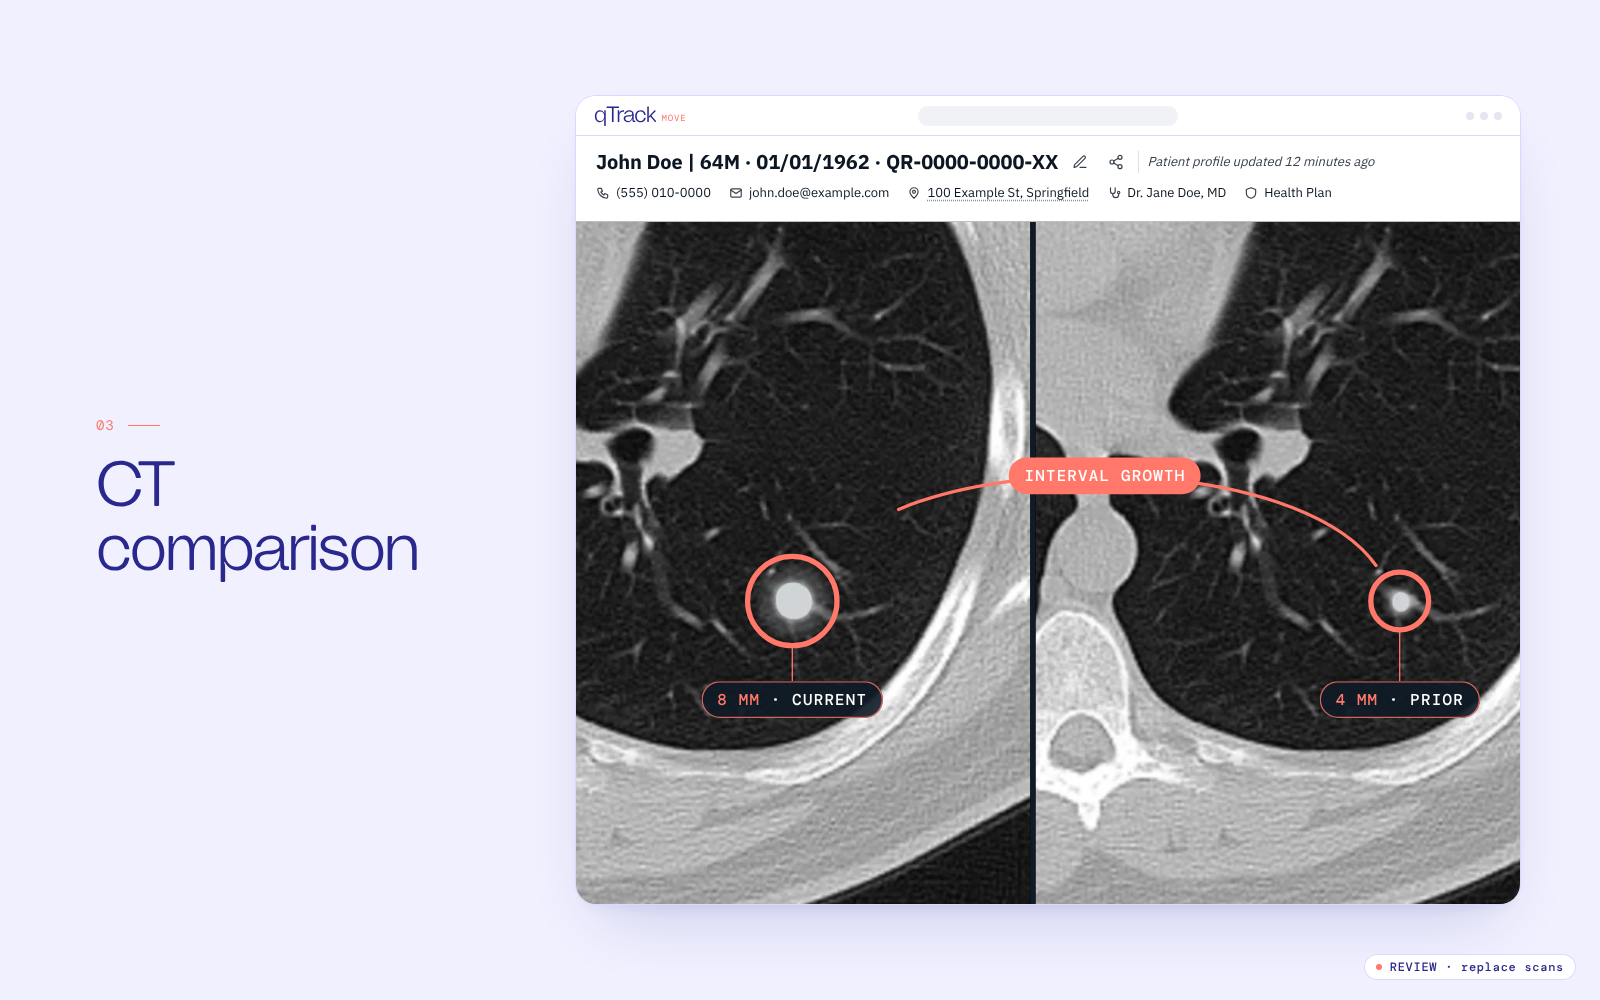 03
CT
comparison
qTrack MOVE
John Doe | 64M · 01/01/1962 · QR-0000-0000-XX
Patient profile updated 12 minutes ago
(555) 010-0000
john.doe@example.com
100 Example St, Springfield
Dr. Jane Doe, MD
Health Plan
INTERVAL GROWTH
8 MM · CURRENT
4 MM · PRIOR
REVIEW · replace scans